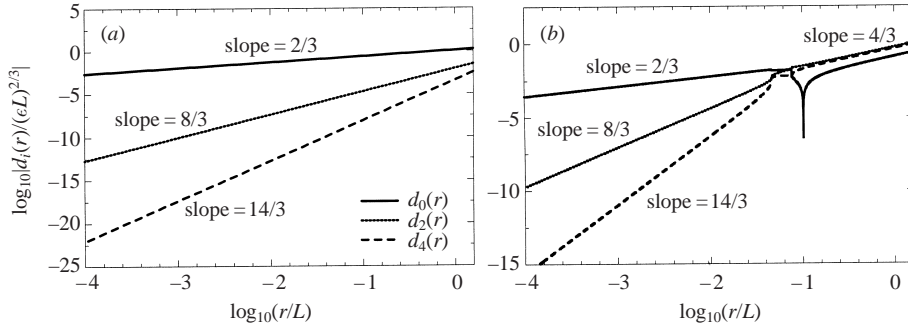 5
0
−5
−10
−15
−20
−25
log₁₀|dᵢ(r)/(ϵL)²ᐟ³|
(a)
slope = 2/3
slope = 8/3
slope = 14/3
d₀(r)
d₂(r)
d₄(r)
−4
−3
−2
−1
0
log₁₀(r/L)
0
−5
−10
−15
(b)
slope = 4/3
slope = 2/3
slope = 8/3
slope = 14/3
−4
−3
−2
−1
0
log₁₀(r/L)